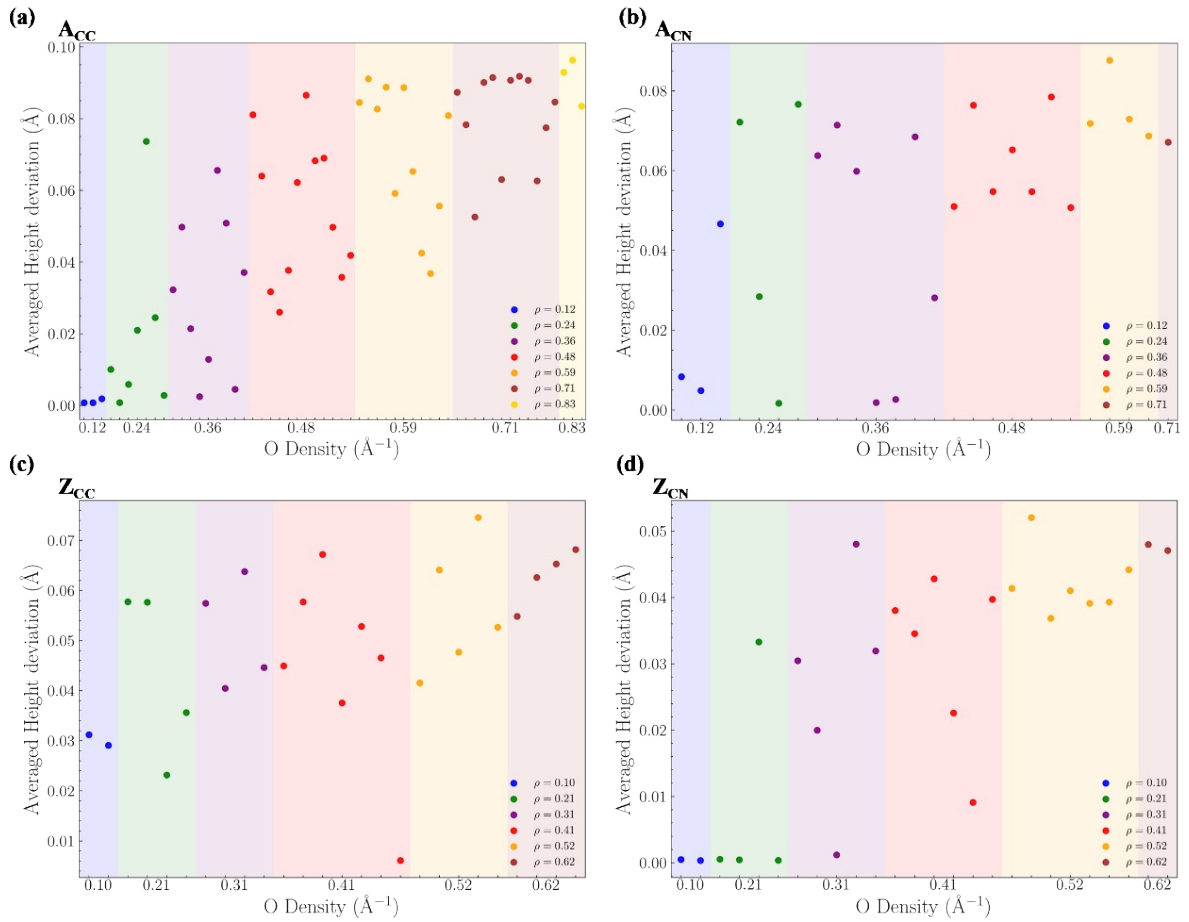 (a)
A_CC
Averaged Height deviation (Å)
0.10
0.08
0.06
0.04
0.02
0.00
ρ = 0.12
ρ = 0.24
ρ = 0.36
ρ = 0.48
ρ = 0.59
ρ = 0.71
ρ = 0.83
0.12 0.24 0.36 0.48 0.59 0.71 0.83
O Density (Å⁻¹)
(b)
A_CN
Averaged Height deviation (Å)
0.08
0.06
0.04
0.02
0.00
ρ = 0.12
ρ = 0.24
ρ = 0.36
ρ = 0.48
ρ = 0.59
ρ = 0.71
0.12 0.24 0.36 0.48 0.59 0.71
O Density (Å⁻¹)
(c)
Z_CC
Averaged Height deviation (Å)
0.07
0.06
0.05
0.04
0.03
0.02
0.01
ρ = 0.10
ρ = 0.21
ρ = 0.31
ρ = 0.41
ρ = 0.52
ρ = 0.62
0.10 0.21 0.31 0.41 0.52 0.62
O Density (Å⁻¹)
(d)
Z_CN
Averaged Height deviation (Å)
0.05
0.04
0.03
0.02
0.01
0.00
ρ = 0.10
ρ = 0.21
ρ = 0.31
ρ = 0.41
ρ = 0.52
ρ = 0.62
0.10 0.21 0.31 0.41 0.52 0.62
O Density (Å⁻¹)